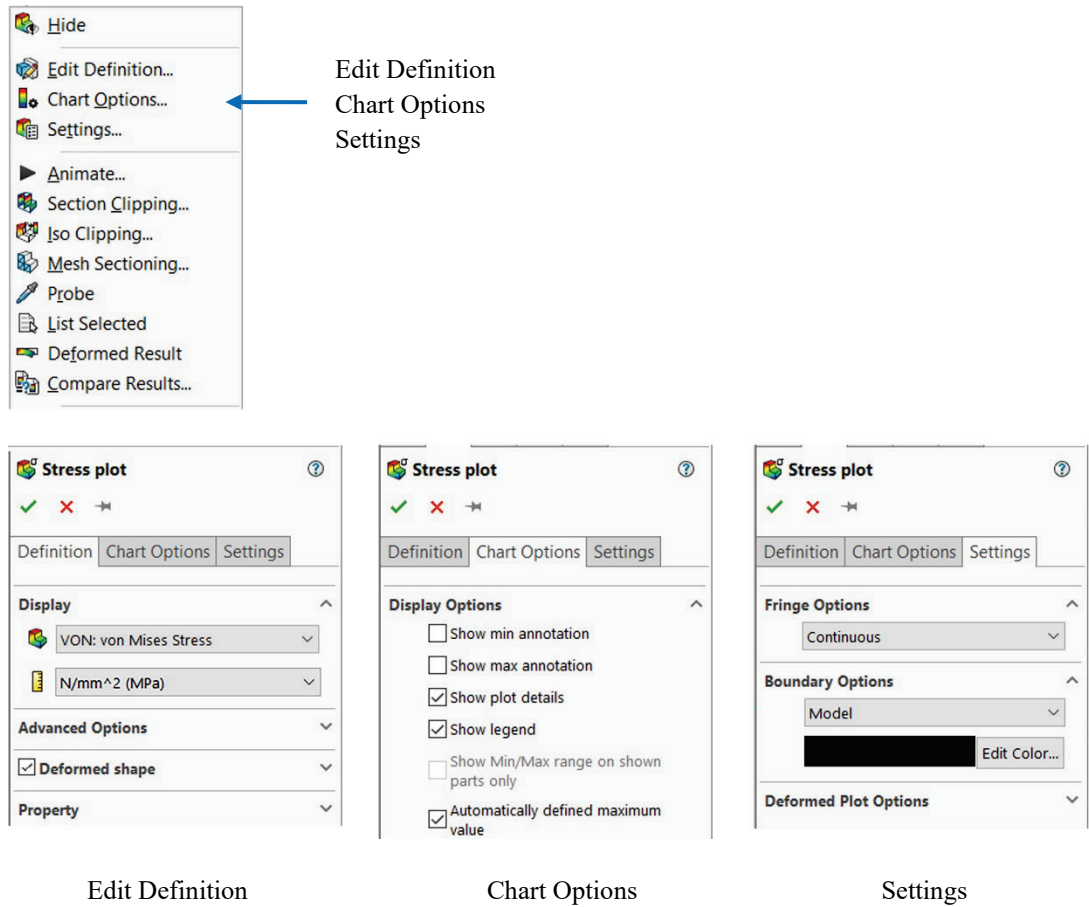 Hide
Edit Definition...
Chart Options...
Settings...
Animate...
Section Clipping...
Iso Clipping...
Mesh Sectioning...
Probe
List Selected
Deformed Result
Compare Results...
Edit Definition
Chart Options
Settings
Stress plot
Definition Chart Options Settings
Display
VON: von Mises Stress
N/mm^2 (MPa)
Advanced Options
Deformed shape
Property
Edit Definition
Stress plot
Definition Chart Options Settings
Display Options
Show min annotation
Show max annotation
Show plot details
Show legend
Show Min/Max range on shown
parts only
Automatically defined maximum
value
Chart Options
Stress plot
Definition Chart Options Settings
Fringe Options
Continuous
Boundary Options
Model
Edit Color...
Deformed Plot Options
Settings